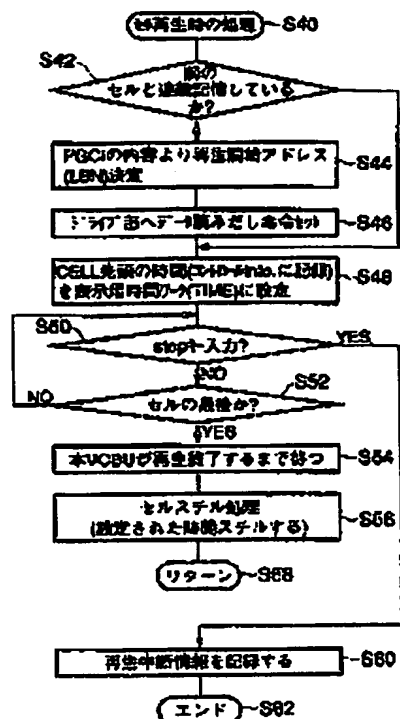 再生時の処理
S40
S42
前の
セルと連続記憶している
か?
PGCIの内容より再生開始アドレス
(LBN)決定
S44
ドライブ部へデータ読みだし命令セット
S46
CELL先頭の時間(コントロールinfo.に記録)
を表示用時間ワーク(TIME)に設定
S48
S50
stopキー入力?
YES
NO
S52
NO
セルの最後か?
YES
本VOBUが再生終了するまで待つ
S54
セルスチル処理
(設定された時間スチルする)
S56
リターン
S58
再生中断情報を記録する
S60
エンド
S62